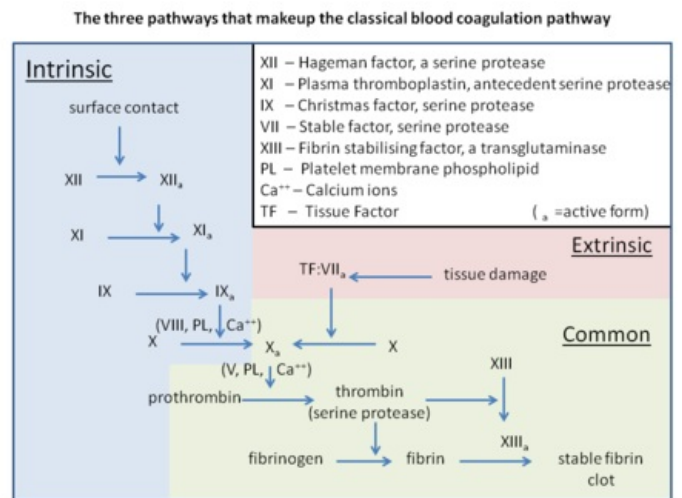 The three pathways that makeup the classical blood coagulation pathway
Intrinsic
surface contact
XII
XIIₐ
XI
XIₐ
IX
IXₐ
(VIII, PL, Ca⁺⁺)
X
Xₐ
X
(V, PL, Ca⁺⁺)
XII – Hageman factor, a serine protease
XI – Plasma thromboplastin, antecedent serine protease
IX – Christmas factor, serine protease
VII – Stable factor, serine protease
XIII – Fibrin stabilising factor, a transglutaminase
PL – Platelet membrane phospholipid
Ca⁺⁺ – Calcium ions
TF – Tissue Factor ( ₐ =active form)
Extrinsic
TF:VIIₐ
tissue damage
Common
prothrombin
thrombin
(serine protease)
XIII
XIIIₐ
fibrinogen
fibrin
stable fibrin
clot